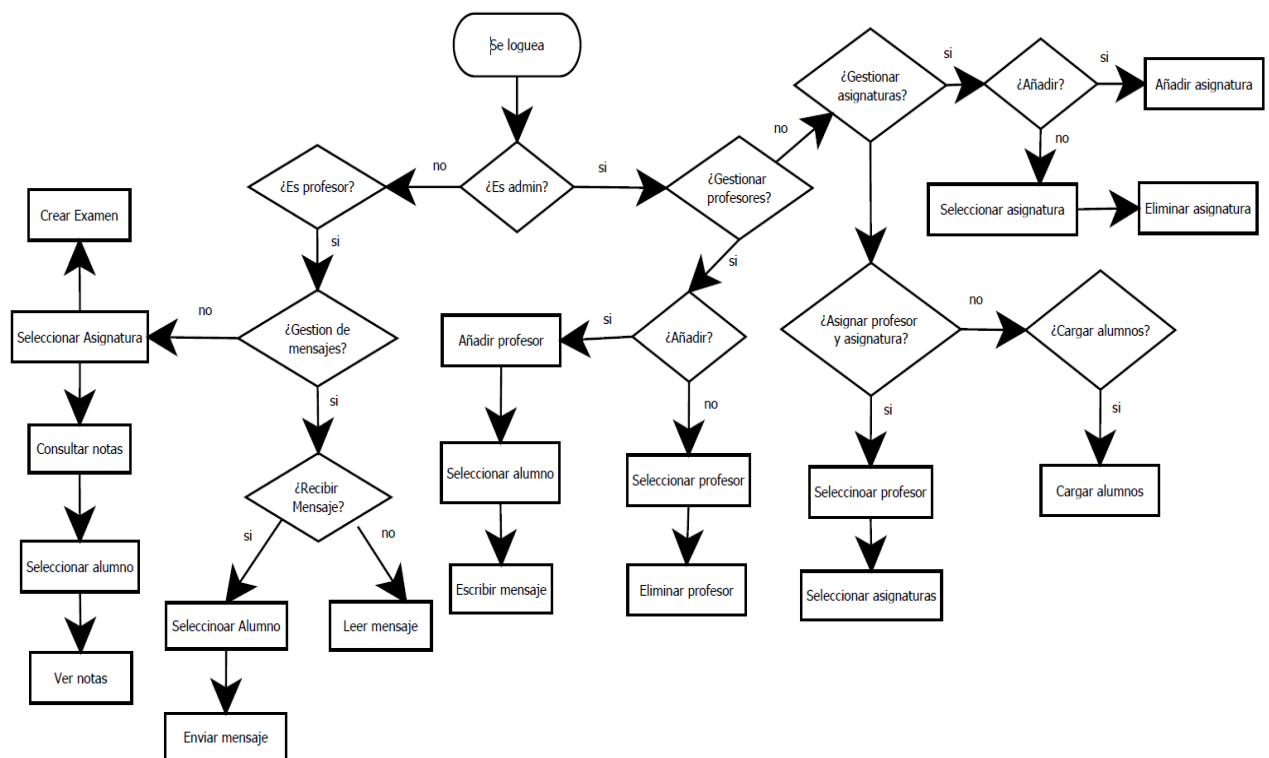 Se loguea
¿Gestionar
asignaturas?
si
¿Añadir?
si
Añadir asignatura
no
no
¿Es profesor?
no
¿Es admin?
si
¿Gestionar
profesores?
Seleccionar asignatura
Eliminar asignatura
Crear Examen
si
si
Seleccionar Asignatura
no
¿Gestion de
mensajes?
Añadir profesor
si
¿Añadir?
¿Asignar profesor
y asignatura?
no
¿Cargar alumnos?
si
no
si
si
Consultar notas
¿Recibir
Mensaje?
Seleccionar alumno
Seleccionar profesor
Seleccinoar profesor
Cargar alumnos
si
no
Seleccionar alumno
Escribir mensaje
Eliminar profesor
Seleccionar asignaturas
Seleccinoar Alumno
Leer mensaje
Ver notas
Enviar mensaje